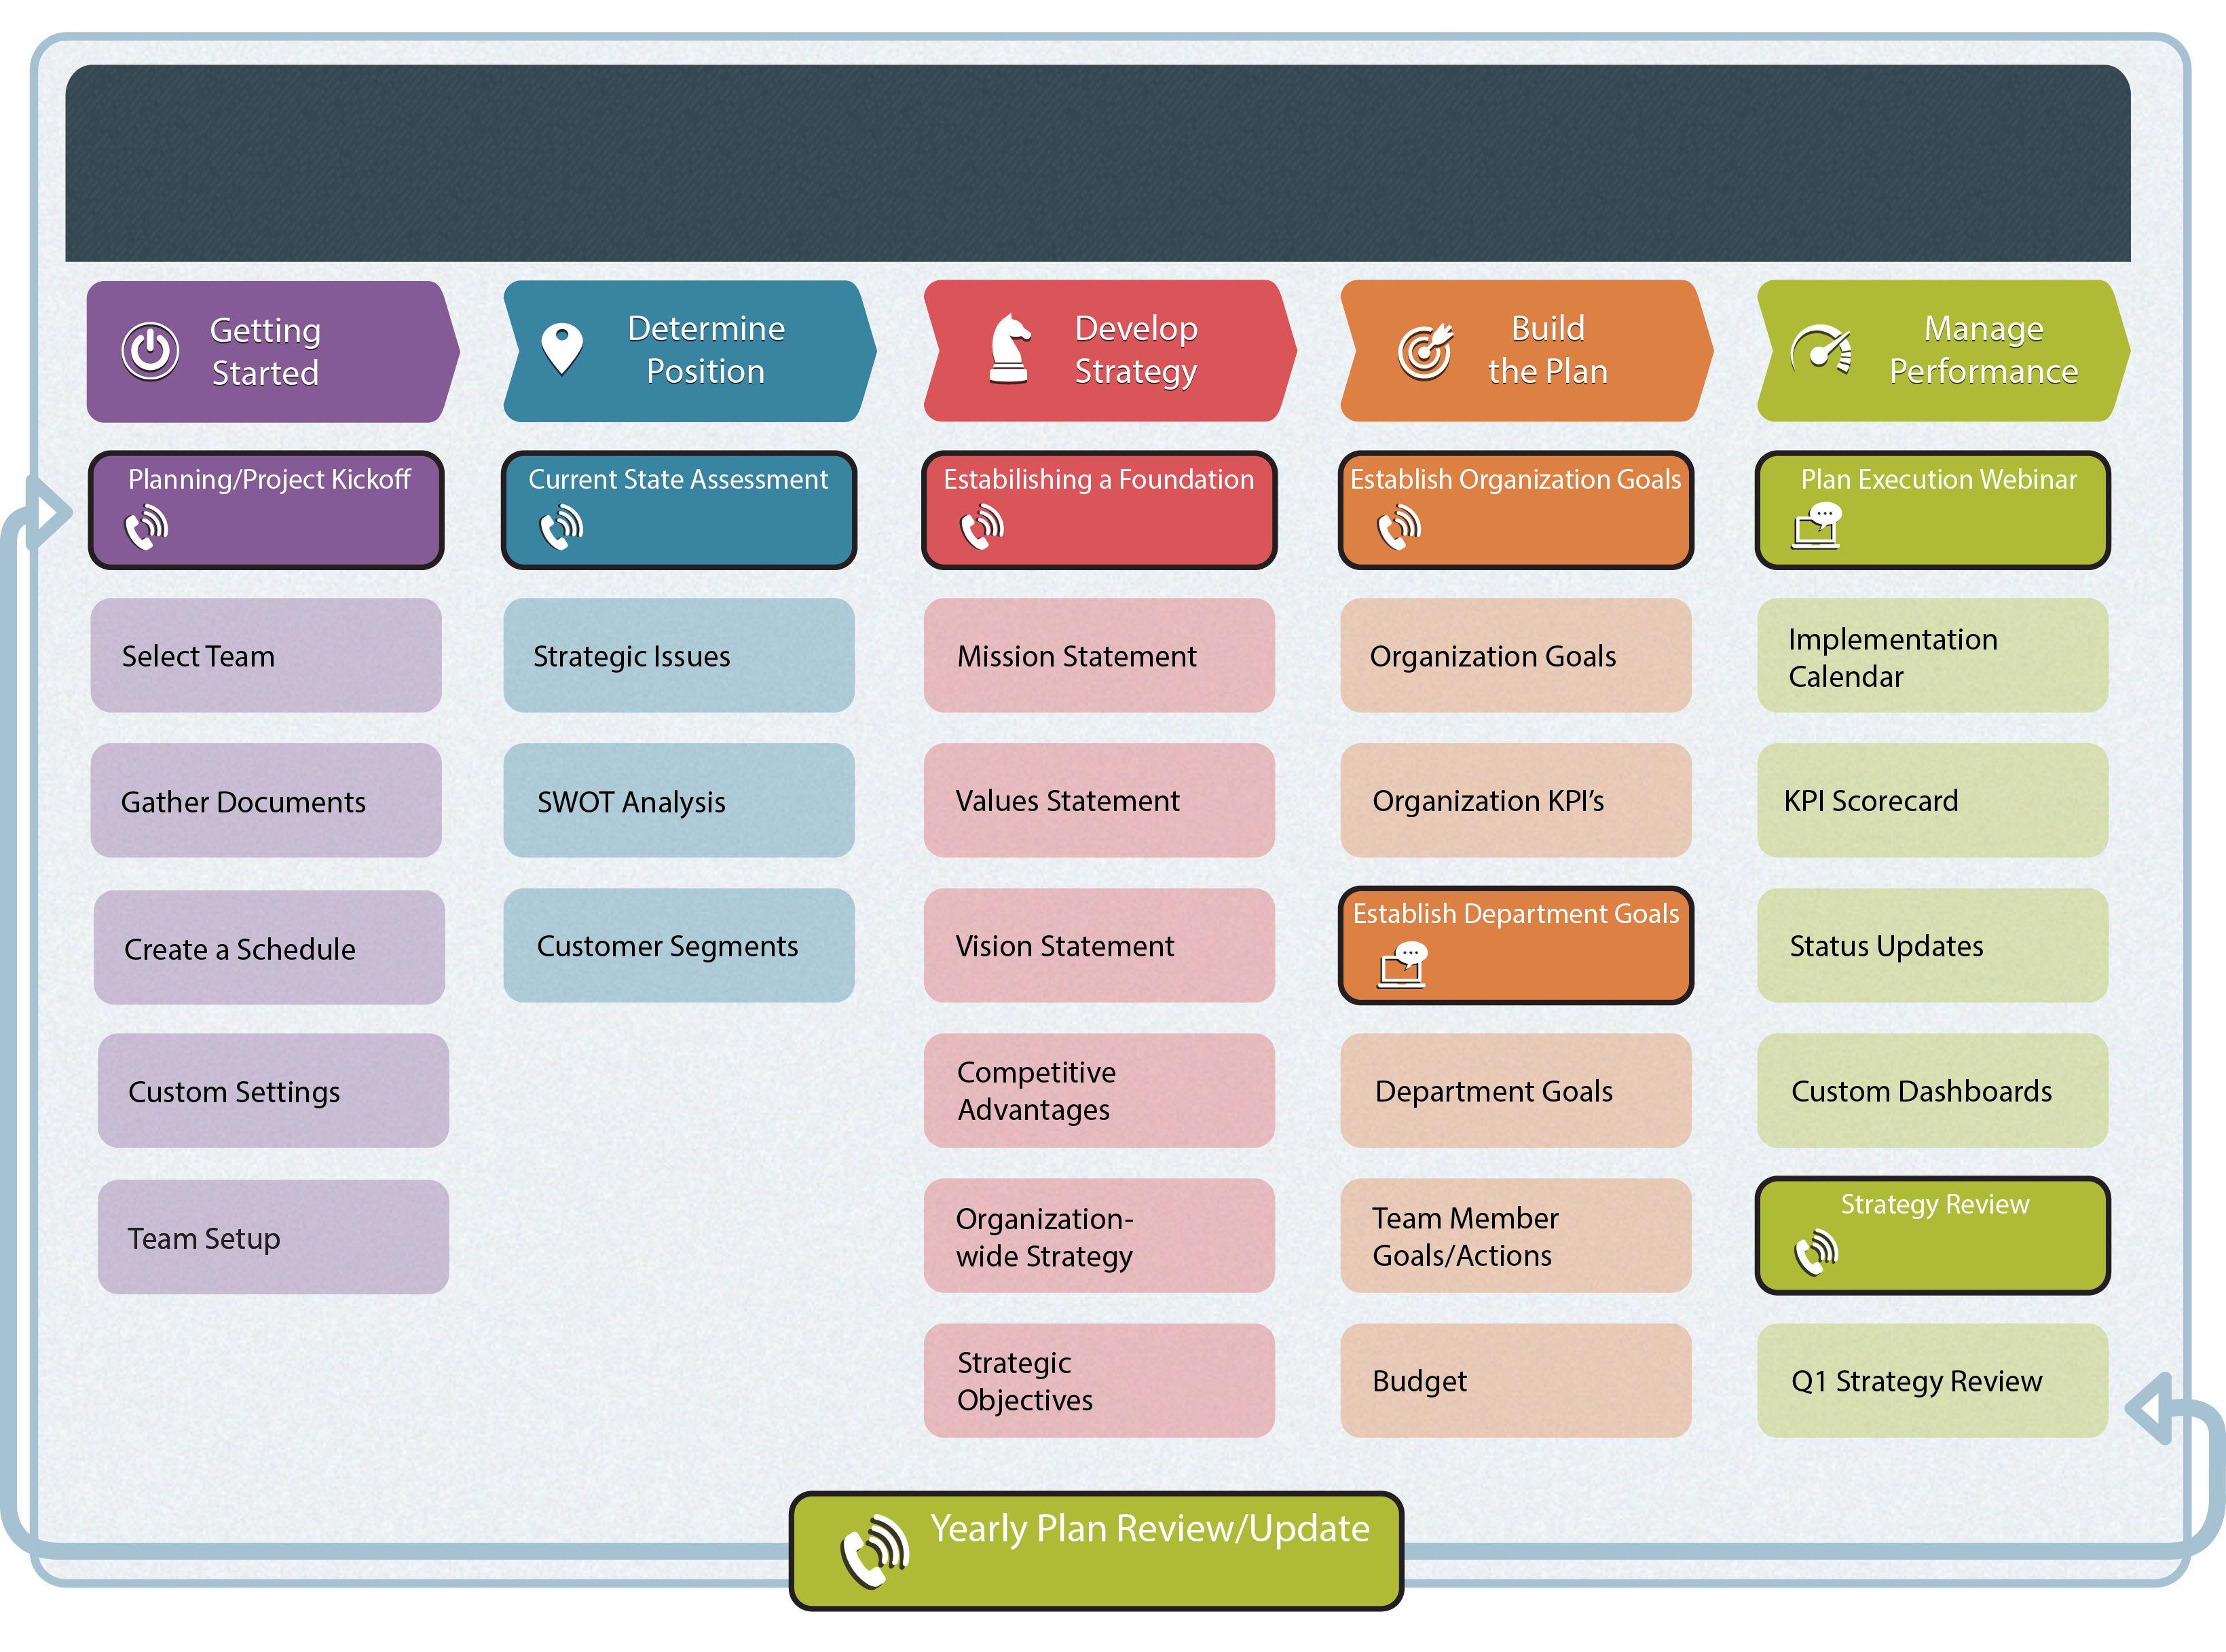 Getting
Started
Determine
Position
Develop
Strategy
Build
the Plan
Manage
Performance
Planning/Project Kickoff
Select Team
Gather Documents
Create a Schedule
Custom Settings
Team Setup
Current State Assessment
Strategic Issues
SWOT Analysis
Customer Segments
Estabilishing a Foundation
Mission Statement
Values Statement
Vision Statement
Competitive
Advantages
Organization-
wide Strategy
Strategic
Objectives
Establish Organization Goals
Organization Goals
Organization KPI’s
Establish Department Goals
Department Goals
Team Member
Goals/Actions
Budget
Plan Execution Webinar
Implementation
Calendar
KPI Scorecard
Status Updates
Custom Dashboards
Strategy Review
Q1 Strategy Review
Yearly Plan Review/Update